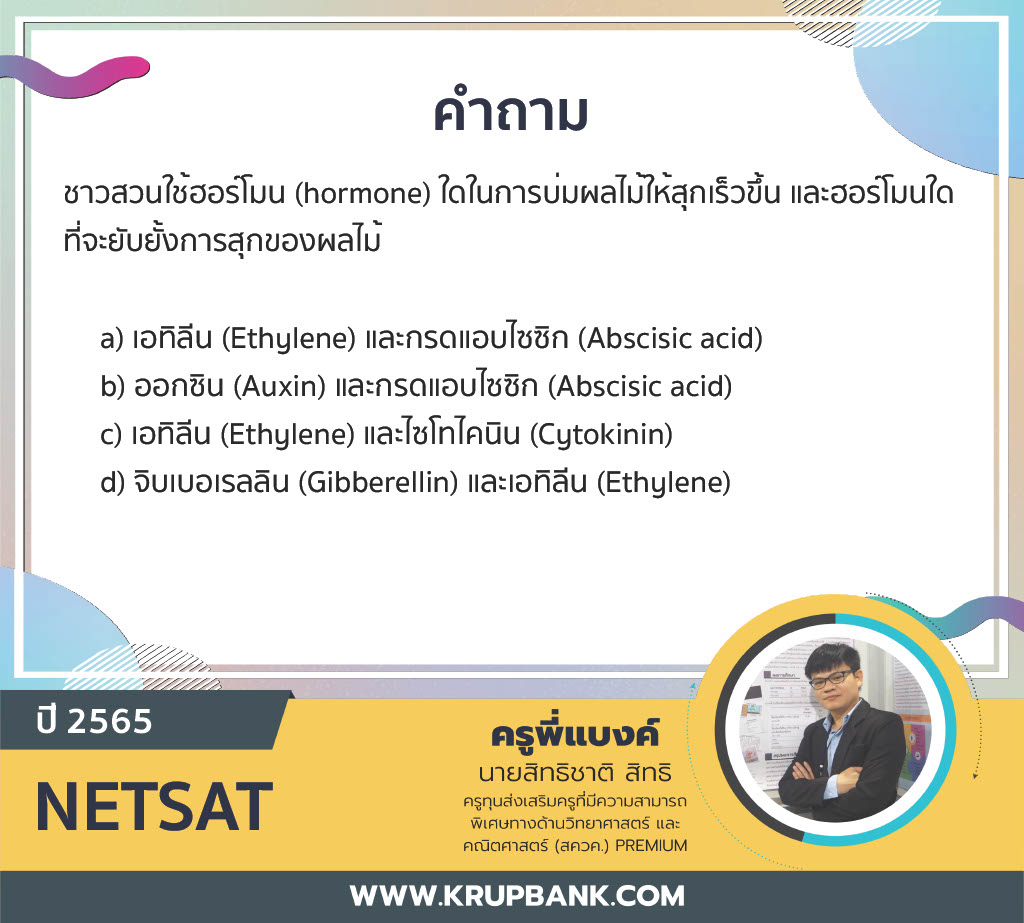 คำถาม
ชาวสวนใช้ฮอร์โมน (hormone) ใดในการบ่มผลไม้ให้สุกเร็วขึ้น และฮอร์โมนใด
ที่จะยับยั้งการสุกของผลไม้
a) เอทิลีน (Ethylene) และกรดแอบไซซิก (Abscisic acid)
b) ออกซิน (Auxin) และกรดแอบไซซิก (Abscisic acid)
c) เอทิลีน (Ethylene) และไซโทไคนิน (Cytokinin)
d) จิบเบอเรลลิน (Gibberellin) และเอทิลีน (Ethylene)
ปี 2565
NETSAT
ครูพี่แบงค์
นายสิทธิชาติ สิทธิ
ครูทุนส่งเสริมครูที่มีความสามารถ
พิเศษทางด้านวิทยาศาสตร์ และ
คณิตศาสตร์ (สควค.) PREMIUM
WWW.KRUPBANK.COM